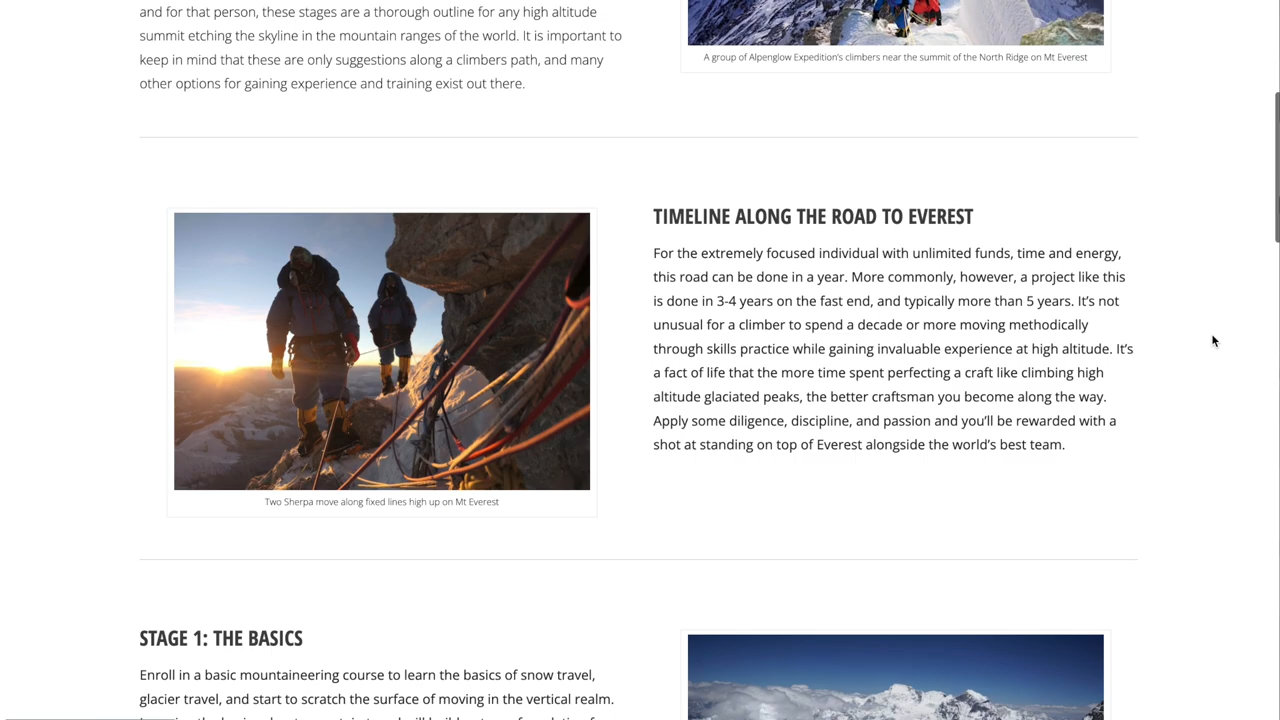 and for that person, these stages are a thorough outline for any high altitude
summit etching the skyline in the mountain ranges of the world. It is important to
keep in mind that these are only suggestions along a climbers path, and many
other options for gaining experience and training exist out there.
A group of Alpenglow Expedition's climbers near the summit of the North Ridge on Mt Everest
Two Sherpa move along fixed lines high up on Mt Everest
TIMELINE ALONG THE ROAD TO EVEREST
For the extremely focused individual with unlimited funds, time and energy,
this road can be done in a year. More commonly, however, a project like this
is done in 3-4 years on the fast end, and typically more than 5 years. It's not
unusual for a climber to spend a decade or more moving methodically
through skills practice while gaining invaluable experience at high altitude. It's
a fact of life that the more time spent perfecting a craft like climbing high
altitude glaciated peaks, the better craftsman you become along the way.
Apply some diligence, discipline, and passion and you'll be rewarded with a
shot at standing on top of Everest alongside the world's best team.
STAGE 1: THE BASICS
Enroll in a basic mountaineering course to learn the basics of snow travel,
glacier travel, and start to scratch the surface of moving in the vertical realm.